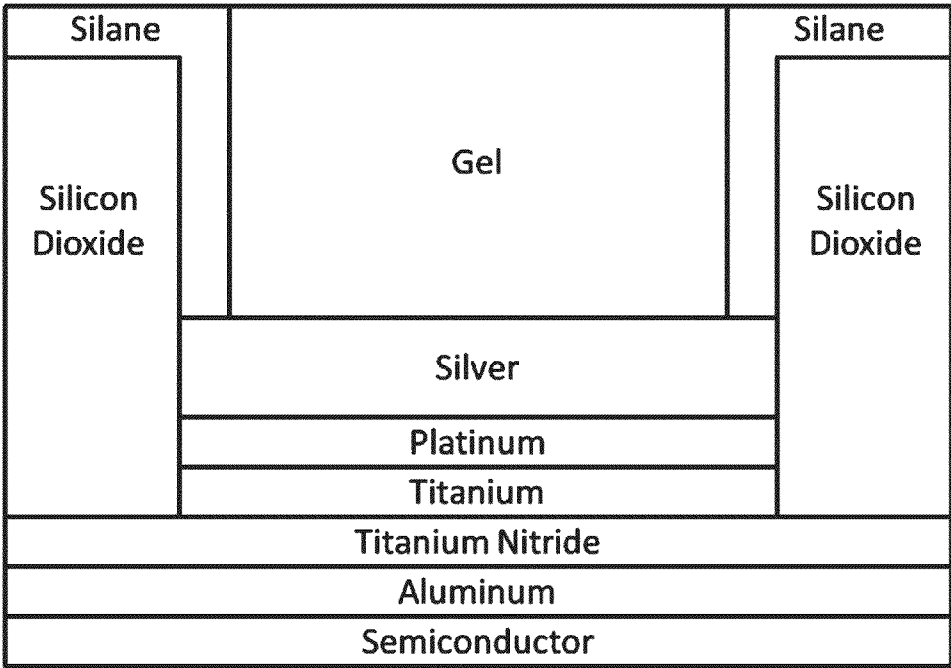 Silane
Silane
Gel
Silicon
Dioxide
Silicon
Dioxide
Silver
Platinum
Titanium
Titanium Nitride
Aluminum
Semiconductor